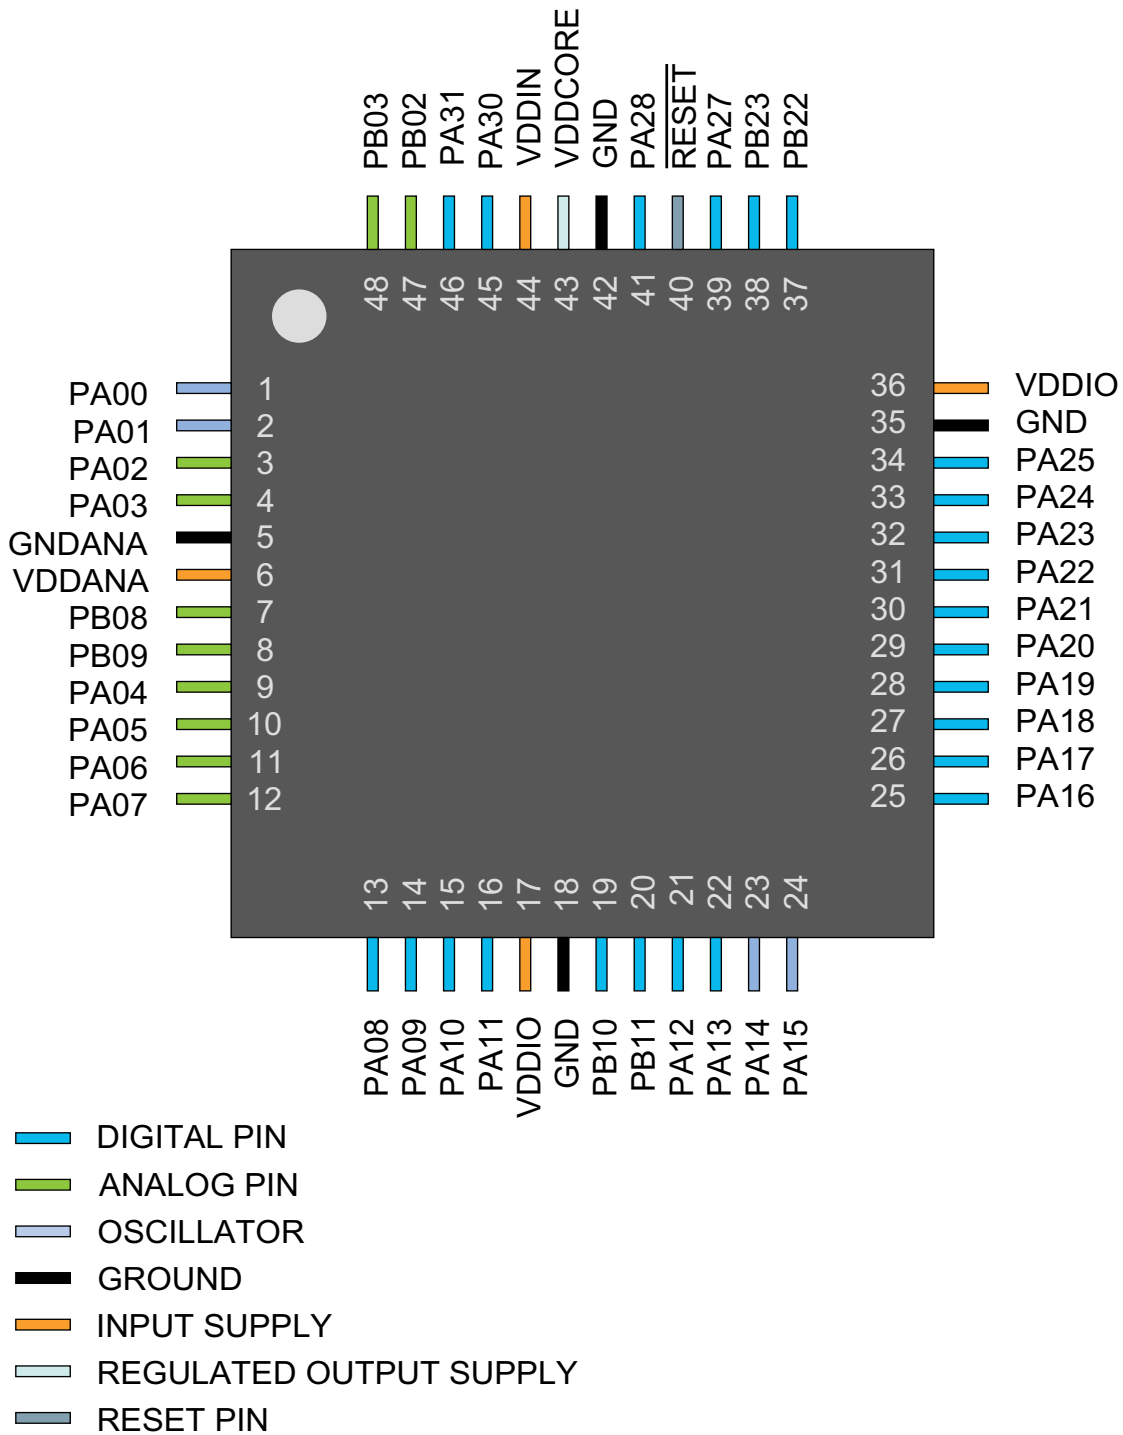 PB03
PB02
PA31
PA30
VDDIN
VDDCORE
GND
PA28
RESET
PA27
PB23
PB22
48
47
46
45
44
43
42
41
40
39
38
37
PA00 1
PA01 2
PA02 3
PA03 4
GNDANA 5
VDDANA 6
PB08 7
PB09 8
PA04 9
PA05 10
PA06 11
PA07 12
36 VDDIO
35 GND
34 PA25
33 PA24
32 PA23
31 PA22
30 PA21
29 PA20
28 PA19
27 PA18
26 PA17
25 PA16
13
14
15
16
17
18
19
20
21
22
23
24
PA08
PA09
PA10
PA11
VDDIO
GND
PB10
PB11
PA12
PA13
PA14
PA15
DIGITAL PIN
ANALOG PIN
OSCILLATOR
GROUND
INPUT SUPPLY
REGULATED OUTPUT SUPPLY
RESET PIN